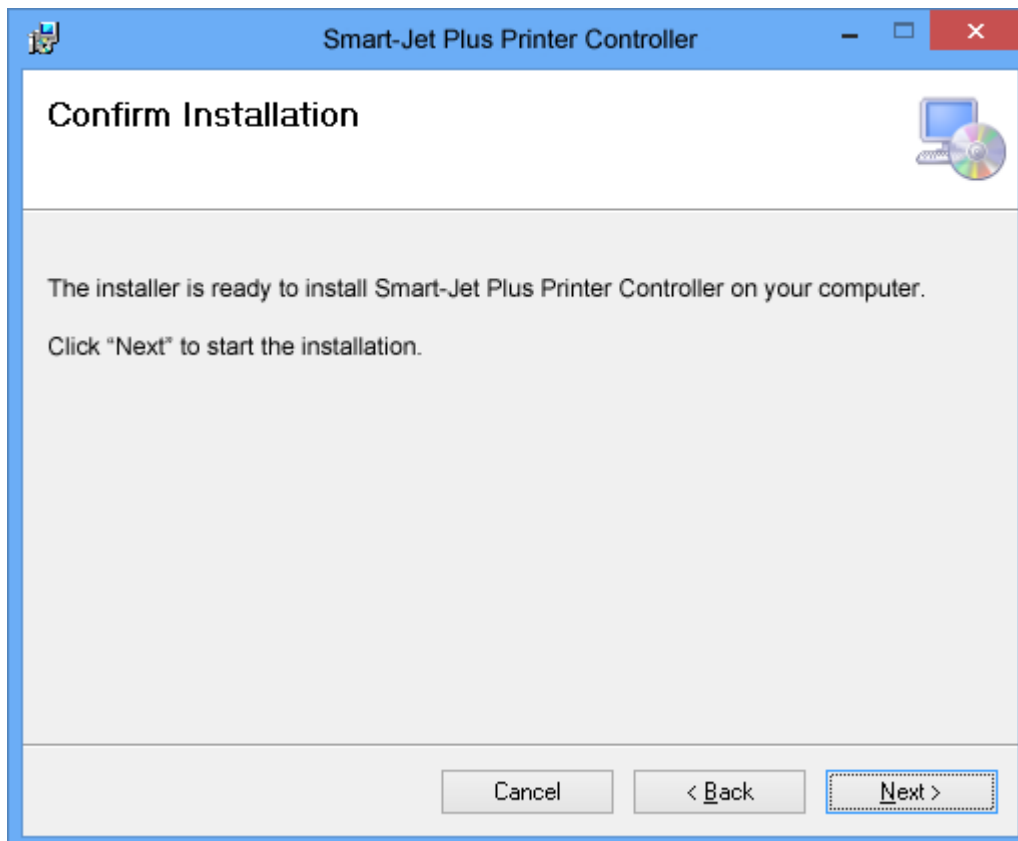 Smart-Jet Plus Printer Controller
Confirm Installation
The installer is ready to install Smart-Jet Plus Printer Controller on your computer.
Click “Next” to start the installation.
Cancel < Back Next >